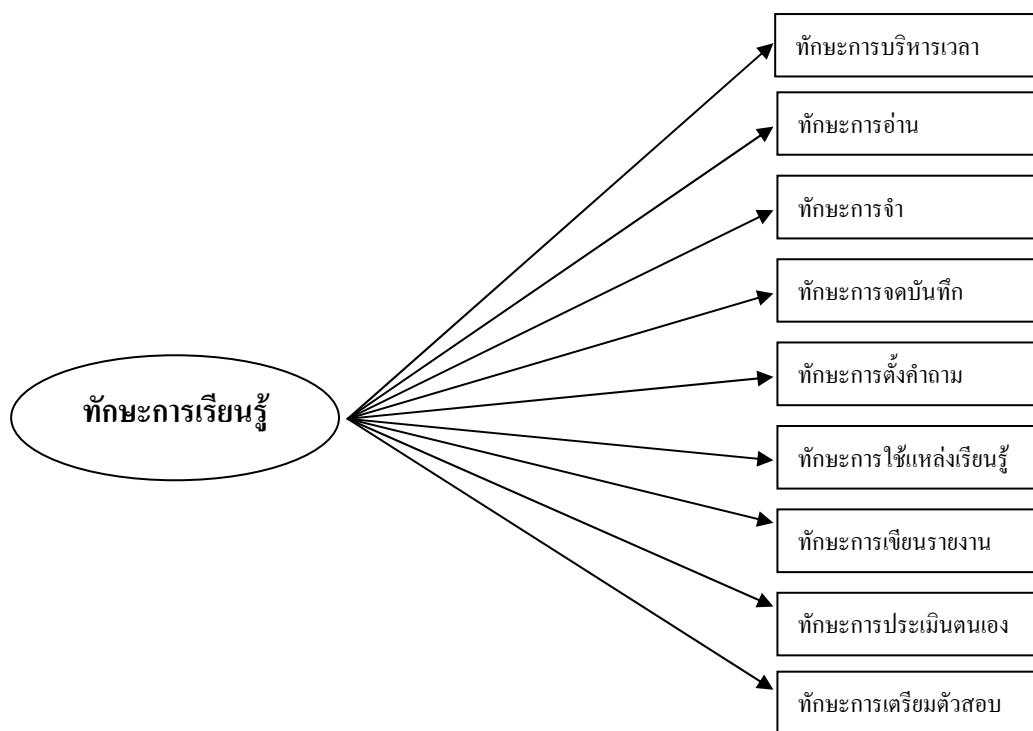 ทักษะการบริหารเวลา
ทักษะการอ่าน
ทักษะการจำ
ทักษะการจดบันทึก
ทักษะการตั้งคำถาม
ทักษะการเรียนรู้
ทักษะการใช้แหล่งเรียนรู้
ทักษะการเขียนรายงาน
ทักษะการประเมินตนเอง
ทักษะการเตรียมตัวสอบ